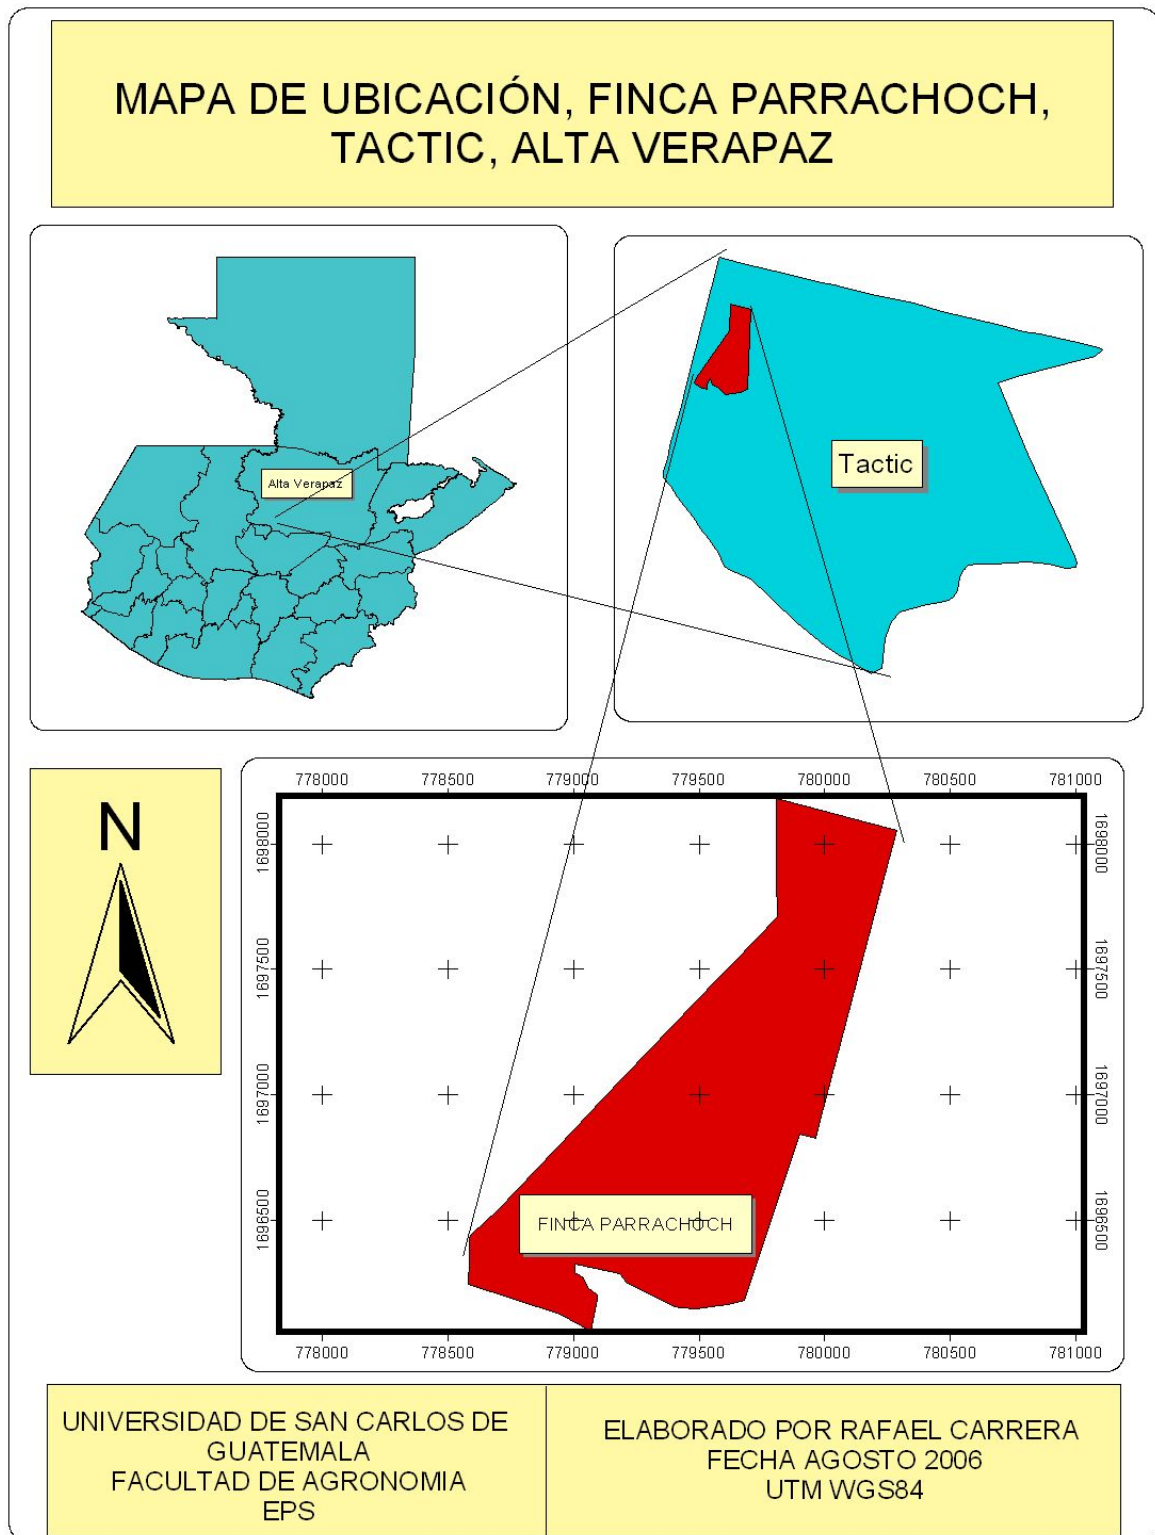 MAPA DE UBICACIÓN, FINCA PARRACHOCH,
TACTIC, ALTA VERAPAZ
Alta Verapaz
Tactic
N
778000 778500 779000 779500 780000 780500 781000
1698000 1698000
1697500 1697500
1697000 1697000
1696500 1696500
FINCA PARRACHOCH
778000 778500 779000 779500 780000 780500 781000
UNIVERSIDAD DE SAN CARLOS DE
GUATEMALA
FACULTAD DE AGRONOMIA
EPS
ELABORADO POR RAFAEL CARRERA
FECHA AGOSTO 2006
UTM WGS84